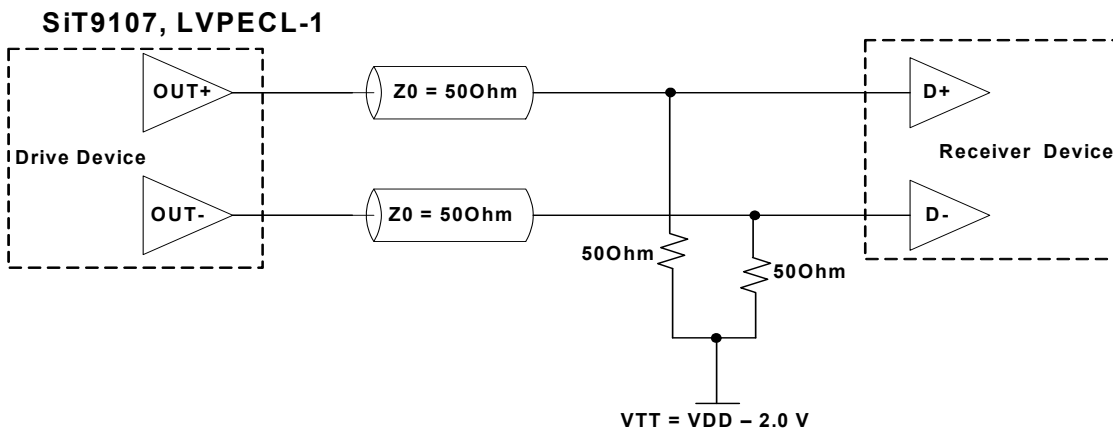 SiT9107, LVPECL-1
OUT+
Z0 = 50Ohm
D+
Drive Device
Receiver Device
OUT-
Z0 = 50Ohm
D-
50Ohm
50Ohm
VTT = VDD – 2.0 V